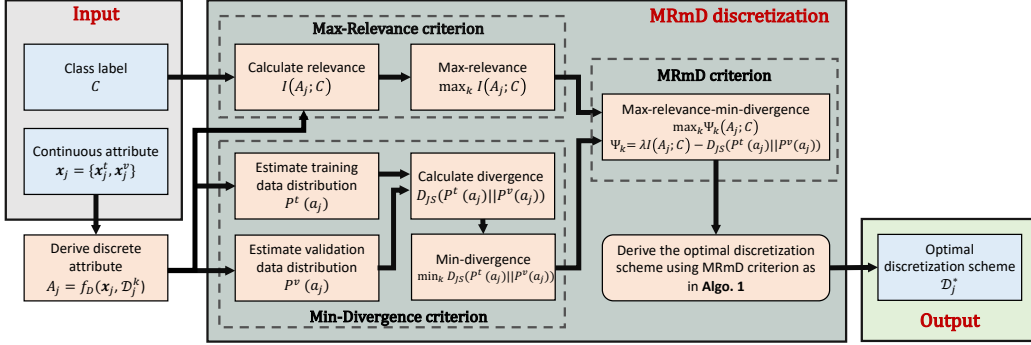 Input
MRmD discretization
Max-Relevance criterion
Class label
C
Calculate relevance
I(A_j; C)
Max-relevance
max_k I(A_j; C)
MRmD criterion
Max-relevance-min-divergence
max_k Ψ_k(A_j; C)
Ψ_k = λI(A_j; C) − D_JS(P^t (a_j)||P^v(a_j))
Continuous attribute
x_j = {x_j^t, x_j^v}
Estimate training
data distribution
P^t (a_j)
Calculate divergence
D_JS(P^t (a_j)||P^v(a_j))
Derive discrete
attribute
A_j = f_D(x_j, D_j^k)
Estimate validation
data distribution
P^v (a_j)
Min-divergence
min_k D_JS(P^t (a_j)||P^v(a_j))
Min-Divergence criterion
Derive the optimal discretization
scheme using MRmD criterion as
in Algo. 1
Optimal
discretization scheme
D_j^*
Output